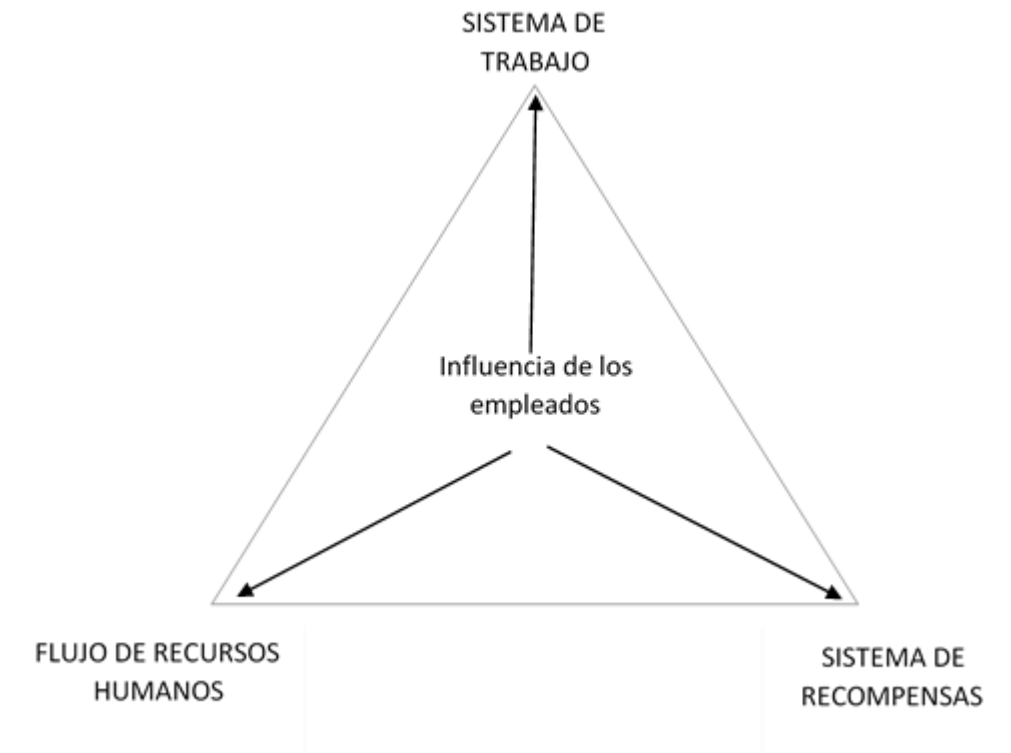 SISTEMA DE
TRABAJO
Influencia de los
empleados
FLUJO DE RECURSOS
HUMANOS
SISTEMA DE
RECOMPENSAS